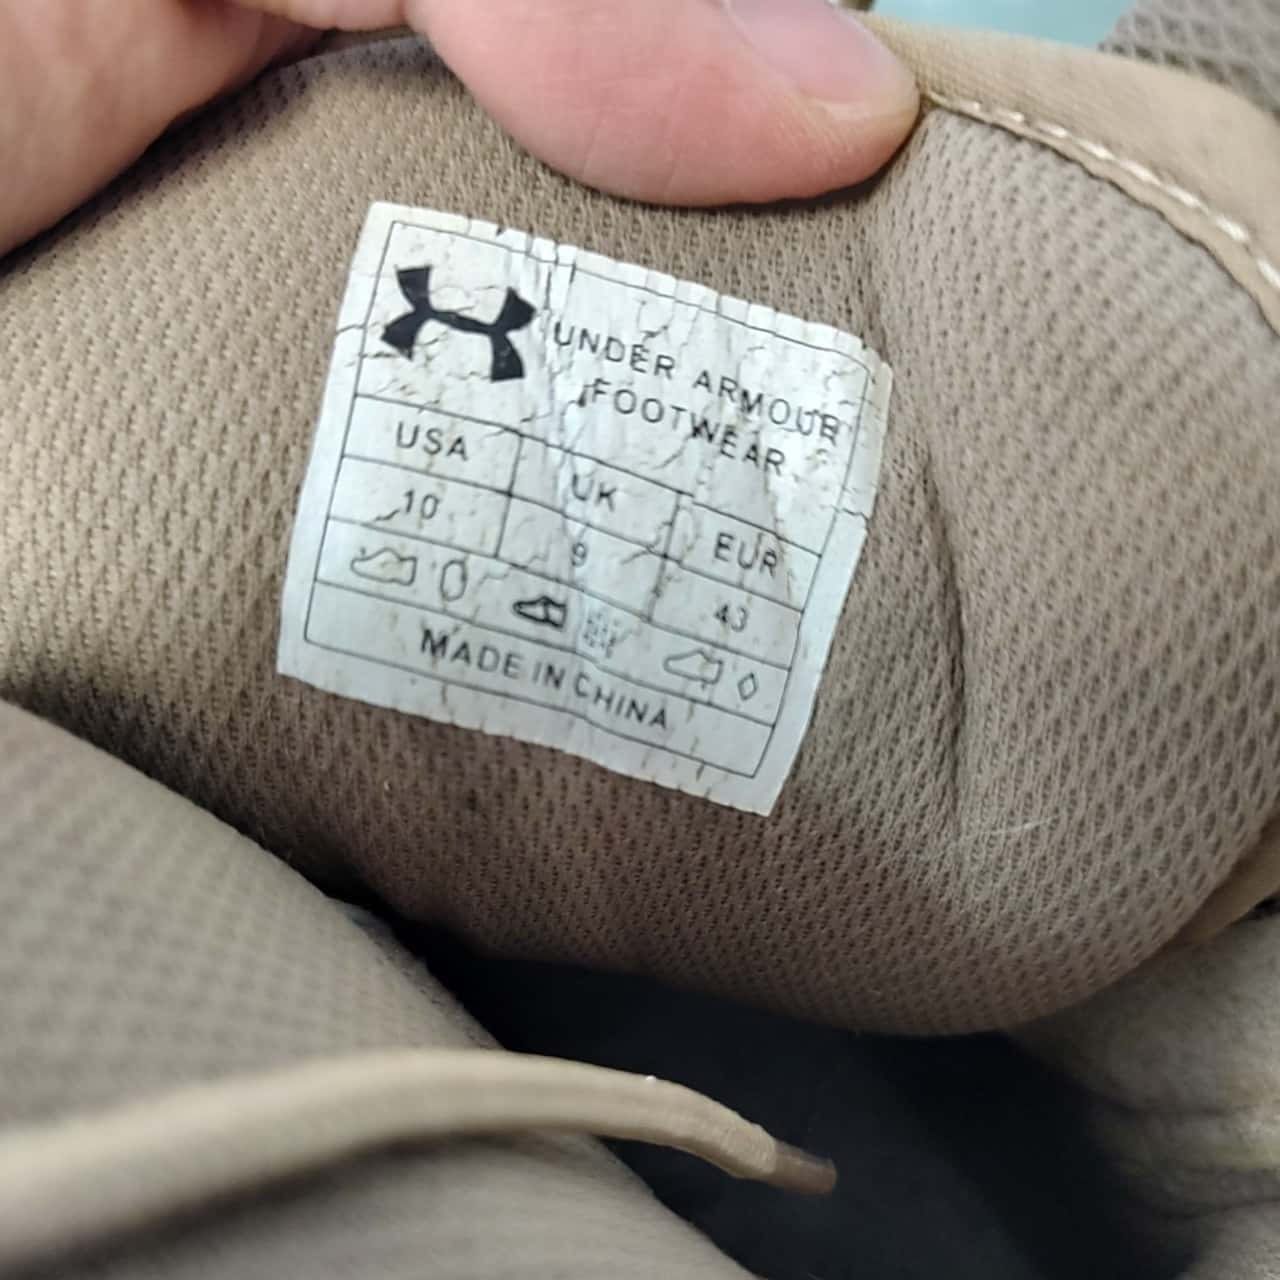 UNDER ARMOUR
FOOTWEAR
USA UK EUR
10 9 43
MADE IN CHINA